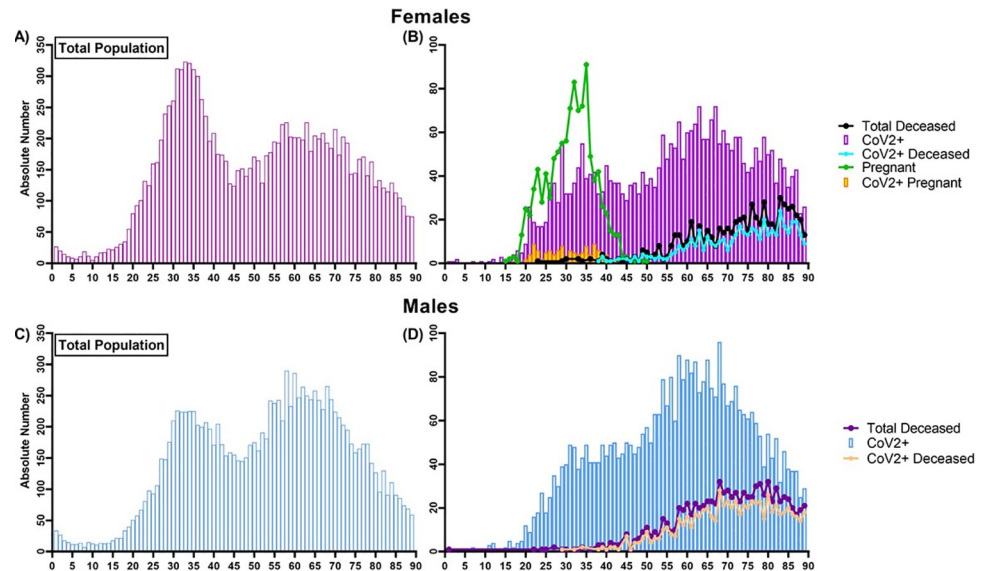 Females
A)
Total Population
350
300
250
200
150
100
50
0
Absolute Number
0 5 10 15 20 25 30 35 40 45 50 55 60 65 70 75 80 85 90
(B)
100
80
60
40
20
0
0 5 10 15 20 25 30 35 40 45 50 55 60 65 70 75 80 85 90
Total Deceased
CoV2+
CoV2+ Deceased
Pregnant
CoV2+ Pregnant
Males
C)
Total Population
350
300
250
200
150
100
50
0
Absolute Number
0 5 10 15 20 25 30 35 40 45 50 55 60 65 70 75 80 85 90
(D)
100
80
60
40
20
0
0 5 10 15 20 25 30 35 40 45 50 55 60 65 70 75 80 85 90
Total Deceased
CoV2+
CoV2+ Deceased